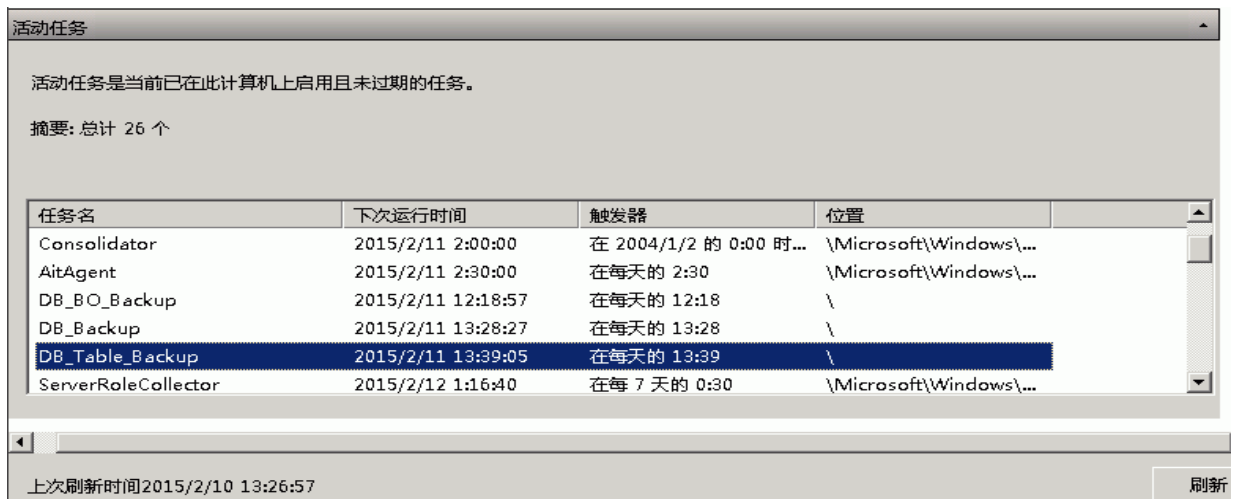 活动任务
活动任务是当前已在此计算机上启用且未过期的任务。
摘要: 总计 26 个
任务名 下次运行时间 触发器 位置
Consolidator 2015/2/11 2:00:00 在 2004/1/2 的 0:00 时... \Microsoft\Windows\...
AitAgent 2015/2/11 2:30:00 在每天的 2:30 \Microsoft\Windows\...
DB_BO_Backup 2015/2/11 12:18:57 在每天的 12:18 \
DB_Backup 2015/2/11 13:28:27 在每天的 13:28 \
DB_Table_Backup 2015/2/11 13:39:05 在每天的 13:39 \
ServerRoleCollector 2015/2/12 1:16:40 在每 7 天的 0:30 \Microsoft\Windows\...
上次刷新时间2015/2/10 13:26:57 刷新